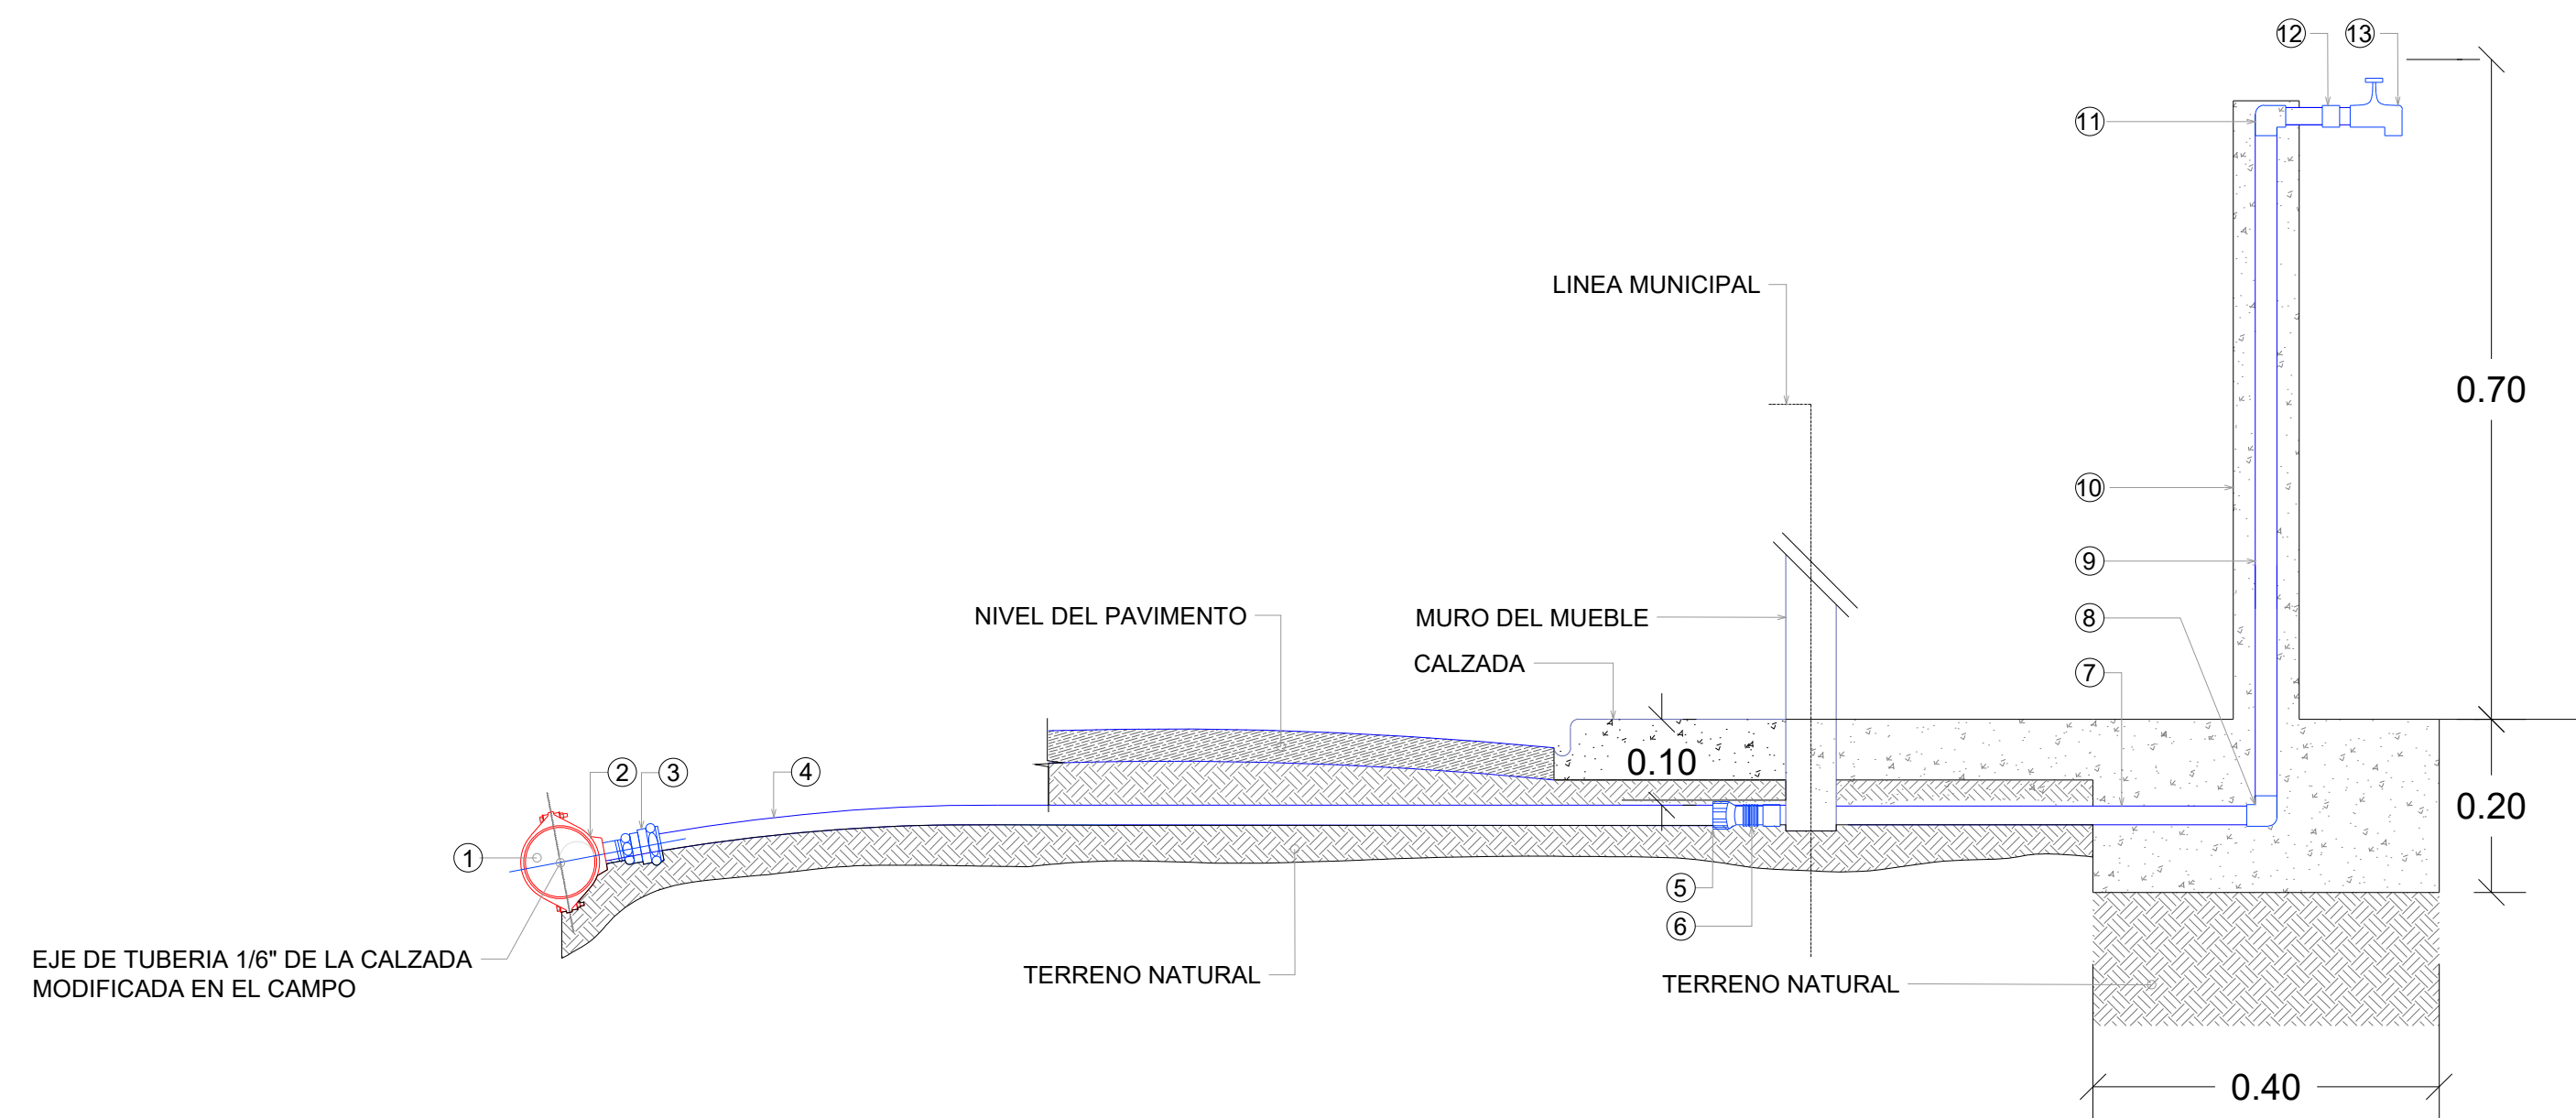 12
13
11
LINEA MUNICIPAL
0.70
10
9
NIVEL DEL PAVIMENTO
MURO DEL MUEBLE
8
CALZADA
7
0.10
2
3
4
0.20
1
5
6
EJE DE TUBERIA 1/6" DE LA CALZADA
MODIFICADA EN EL CAMPO
TERRENO NATURAL
TERRENO NATURAL
0.40